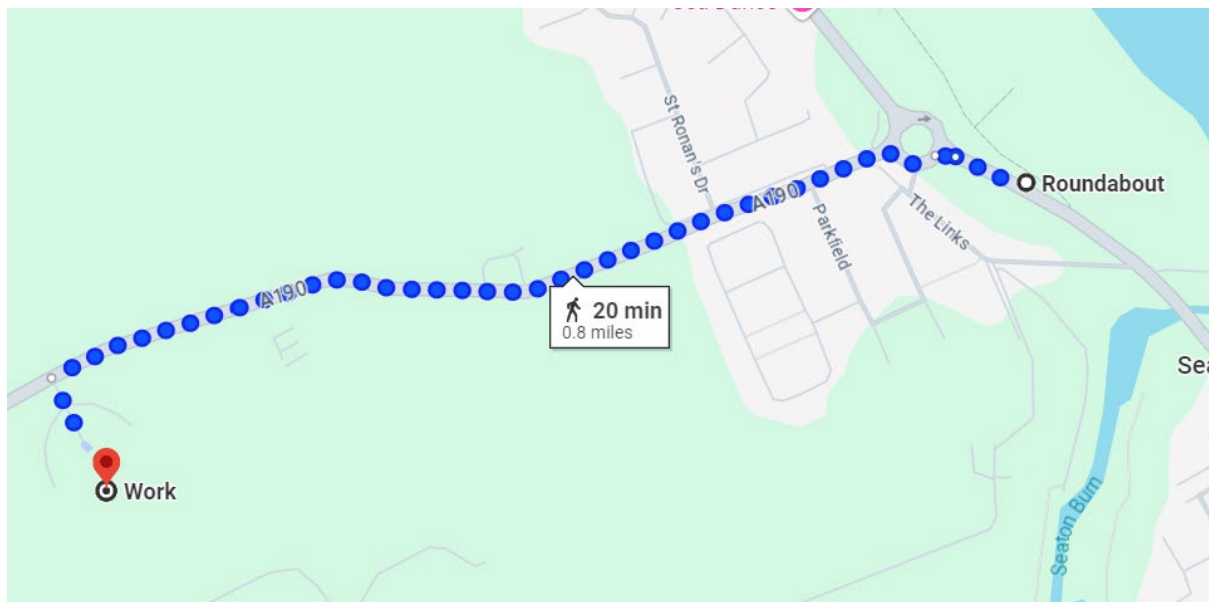 St Ronan's Dr
Roundabout
A190
The Links
Parkfield
A190
20 min
0.8 miles
Sea
Work
Seaton Burn